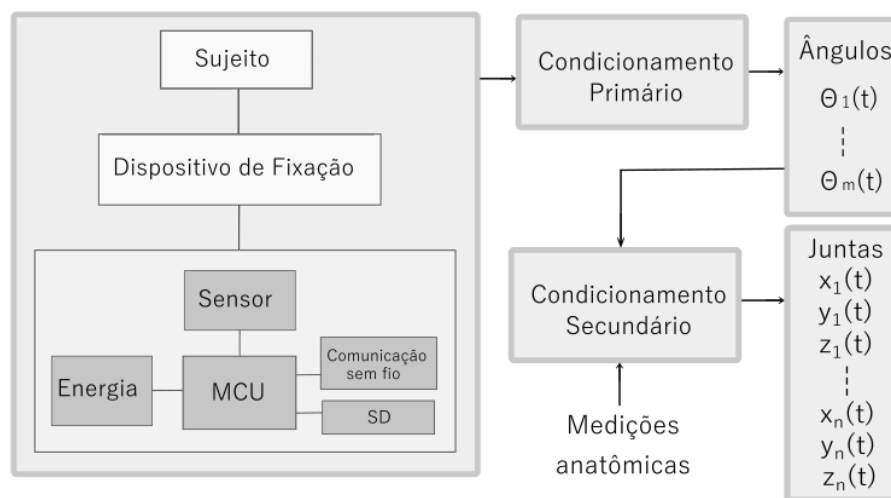 Sujeito
Dispositivo de Fixação
Sensor
Energia
MCU
Comunicação
sem fio
SD
Condicionamento
Primário
Ângulos
Θ1(t)
Θm(t)
Condicionamento
Secundário
Medições
anatômicas
Juntas
x1(t)
y1(t)
z1(t)
xn(t)
yn(t)
zn(t)